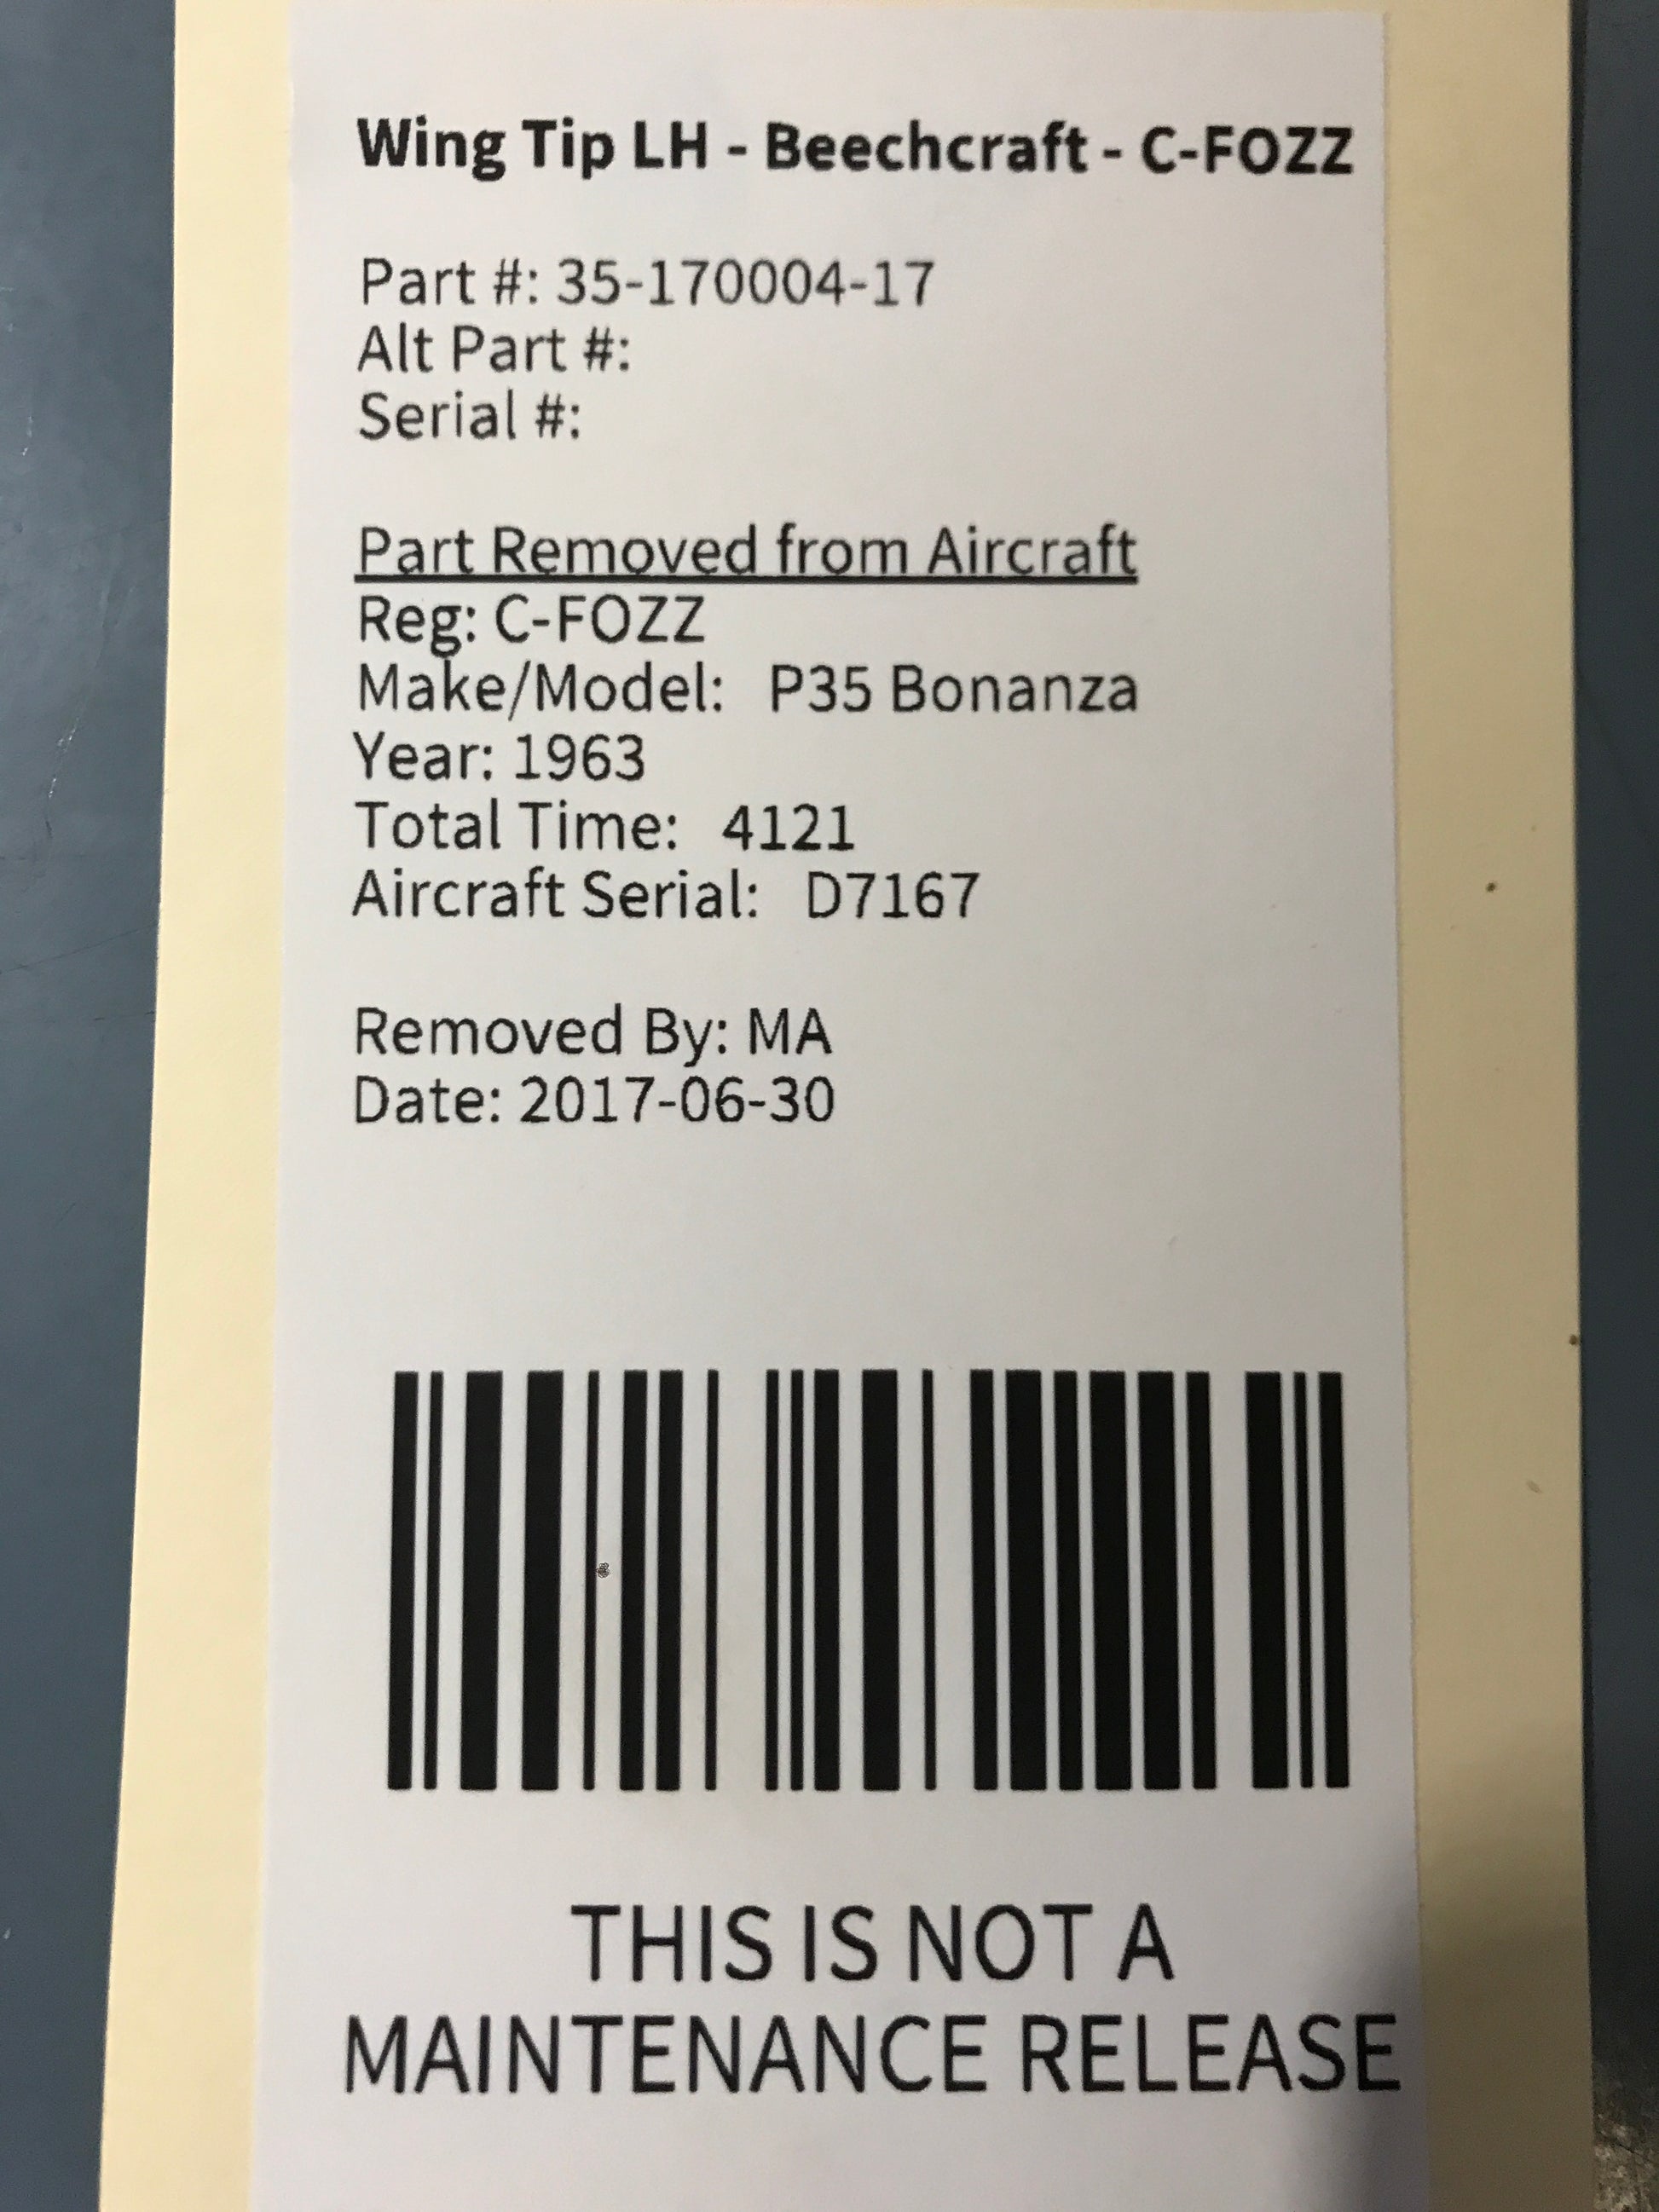 Wing Tip LH - Beechcraft - C-FOZZ
Part #: 35-170004-17
Alt Part #:
Serial #:
Part Removed from Aircraft
Reg: C-FOZZ
Make/Model: P35 Bonanza
Year: 1963
Total Time: 4121
Aircraft Serial: D7167
Removed By: MA
Date: 2017-06-30
THIS IS NOT A
MAINTENANCE RELEASE